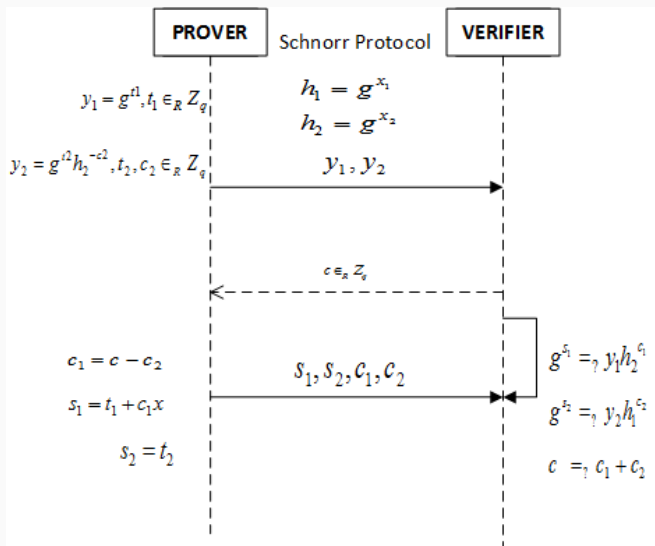 PROVER
Schnorr Protocol
VERIFIER
y₁ = g^{t1}, t₁ ∈_R Z_q
h₁ = g^{x₁}
h₂ = g^{x₂}
y₂ = g^{t2} h₂^{-c2}, t₂, c₂ ∈_R Z_q
y₁, y₂
c ∈_R Z_q
c₁ = c − c₂
s₁, s₂, c₁, c₂
g^{s₁} =_? y₁h₂^{c₁}
s₁ = t₁ + c₁x
g^{s₂} =_? y₂h₁^{c₂}
s₂ = t₂
c =_? c₁ + c₂